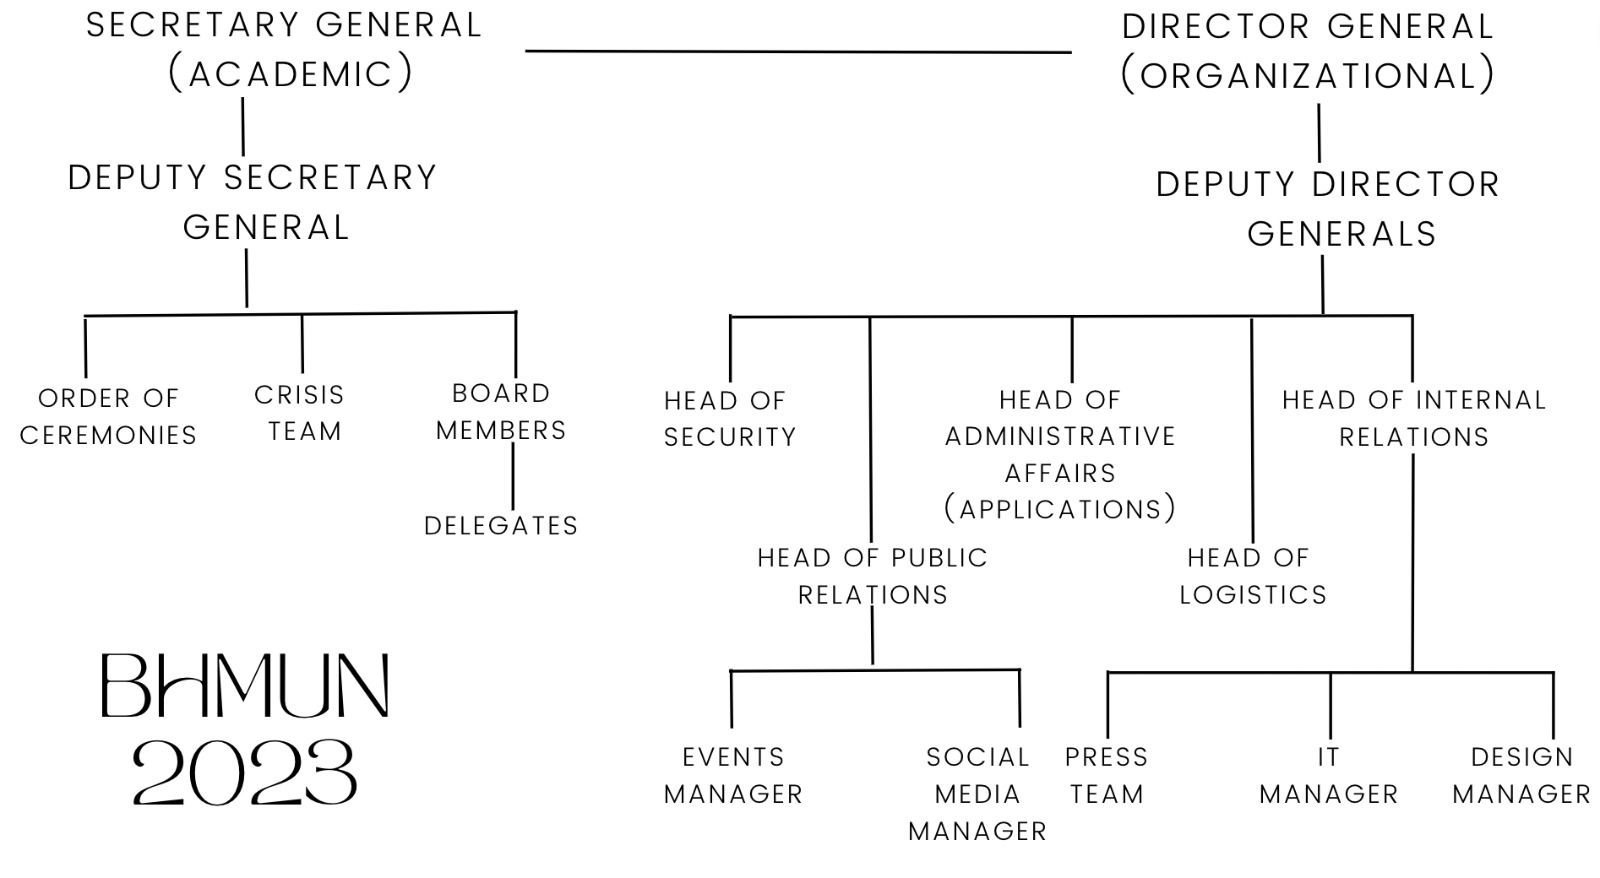 SECRETARY GENERAL
(ACADEMIC)
DIRECTOR GENERAL
(ORGANIZATIONAL)
DEPUTY SECRETARY
GENERAL
DEPUTY DIRECTOR
GENERALS
ORDER OF
CEREMONIES
CRISIS
TEAM
BOARD
MEMBERS
DELEGATES
HEAD OF
SECURITY
HEAD OF
ADMINISTRATIVE
AFFAIRS
(APPLICATIONS)
HEAD OF INTERNAL
RELATIONS
HEAD OF PUBLIC
RELATIONS
HEAD OF
LOGISTICS
EVENTS
MANAGER
SOCIAL
MEDIA
MANAGER
PRESS
TEAM
IT
MANAGER
DESIGN
MANAGER
BHMUN
2023